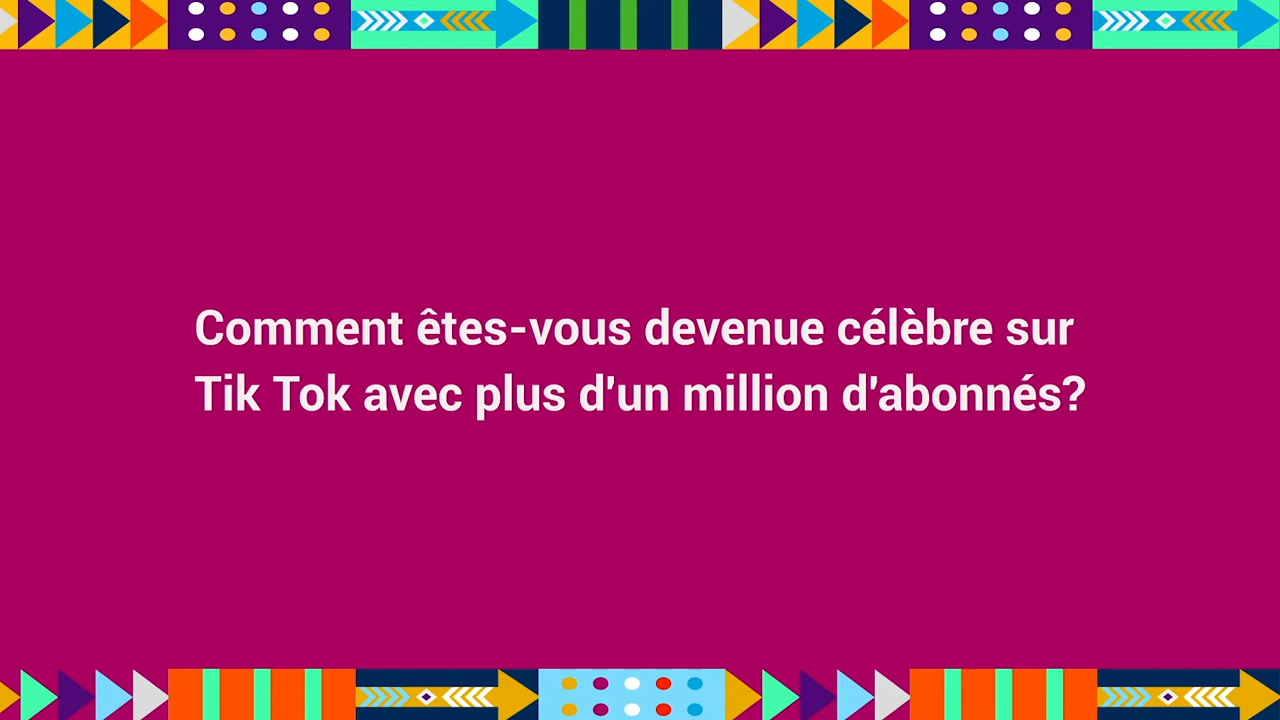 Comment êtes-vous devenue célèbre sur
Tik Tok avec plus d'un million d'abonnés?